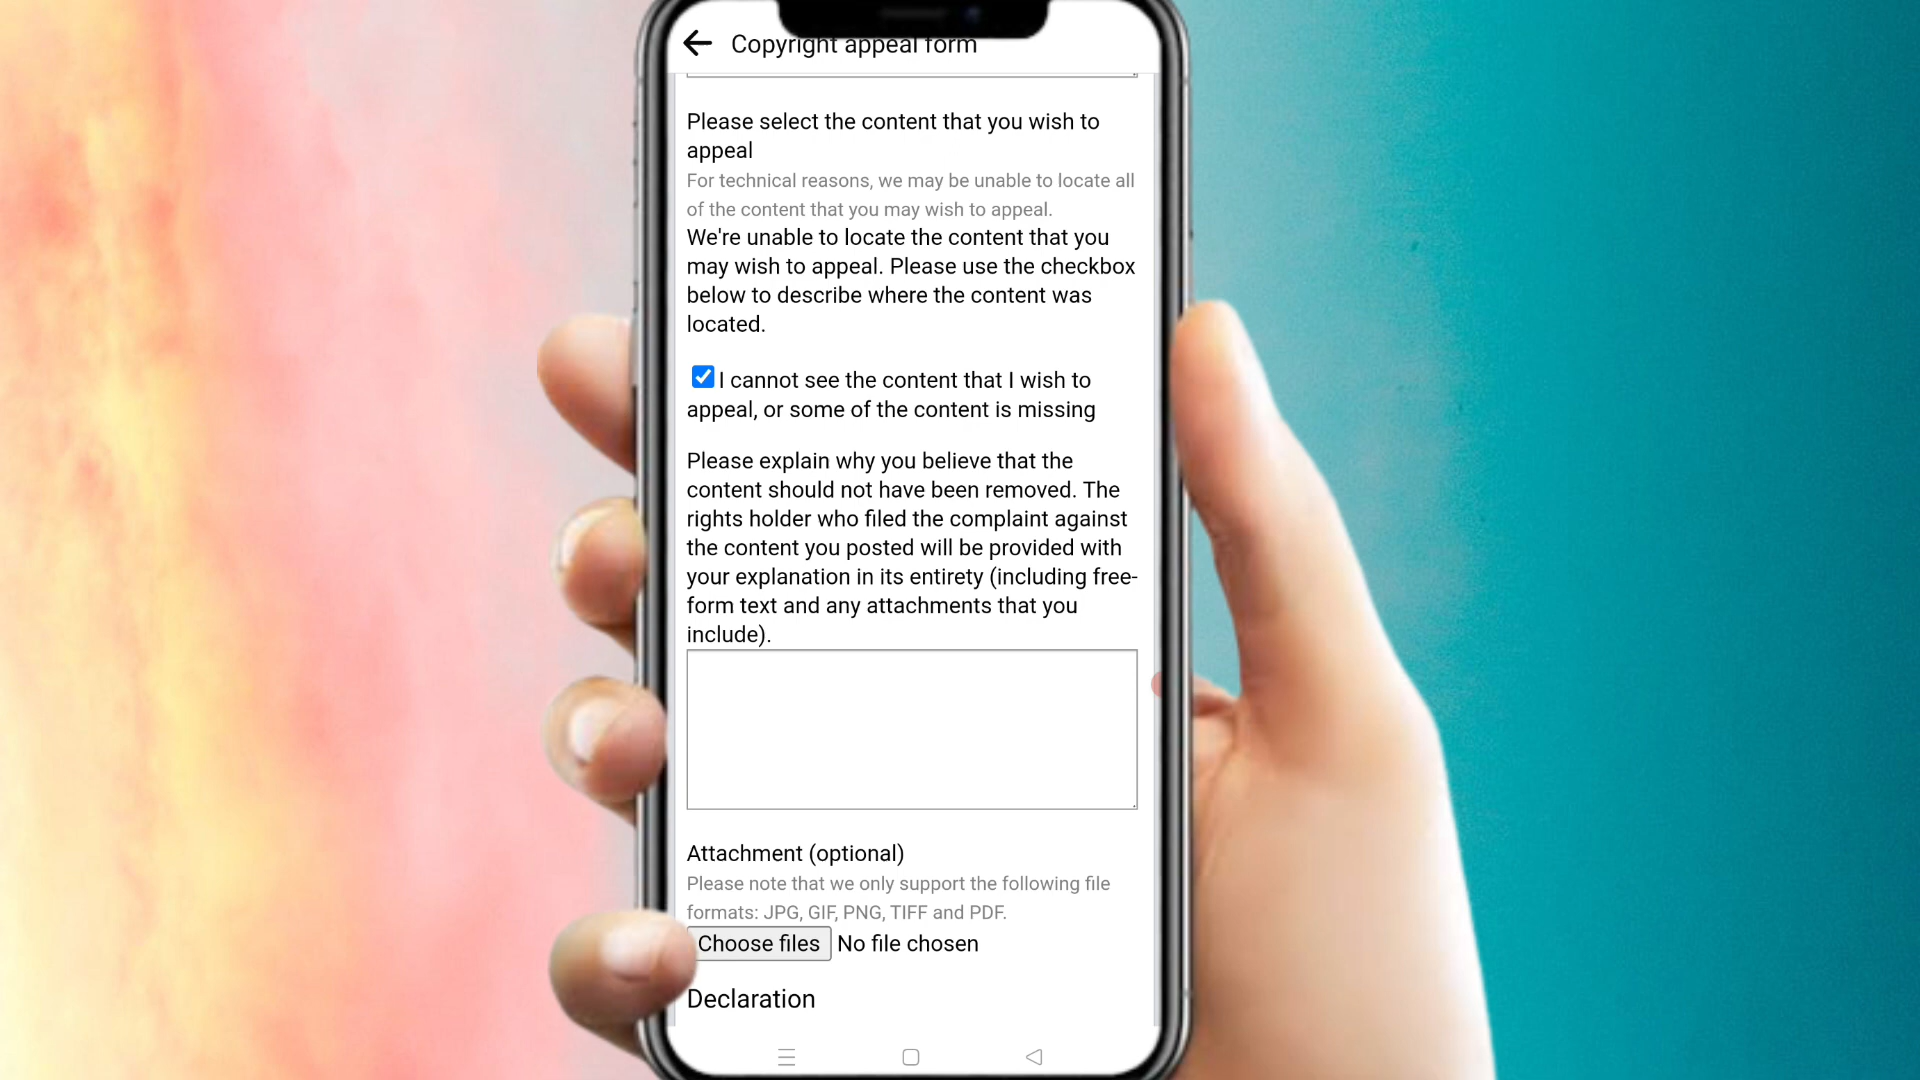 Copyright appeal form
Please select the content that you wish to
appeal
For technical reasons, we may be unable to locate all
of the content that you may wish to appeal.
We're unable to locate the content that you
may wish to appeal. Please use the checkbox
below to describe where the content was
located.
I cannot see the content that I wish to
appeal, or some of the content is missing
Please explain why you believe that the
content should not have been removed. The
rights holder who filed the complaint against
the content you posted will be provided with
your explanation in its entirety (including free-
form text and any attachments that you
include).
Attachment (optional)
Please note that we only support the following file
formats: JPG, GIF, PNG, TIFF and PDF.
Choose files No file chosen
Declaration